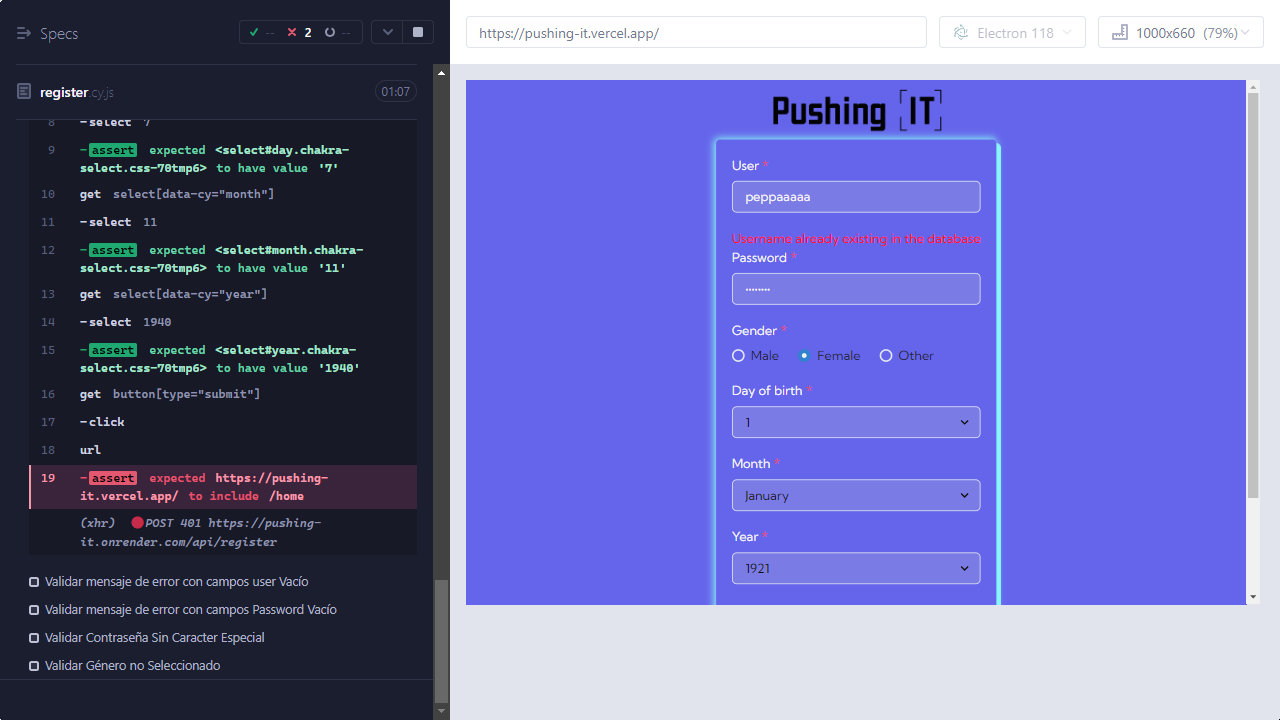 Specs
-- 2 --
register.cy.js
01:07
8 -select 7
9 -assert expected <select#day.chakra-
select.css-70tmp6> to have value '7'
10 get select[data-cy="month"]
11 -select 11
12 -assert expected <select#month.chakra-
select.css-70tmp6> to have value '11'
13 get select[data-cy="year"]
14 -select 1940
15 -assert expected <select#year.chakra-
select.css-70tmp6> to have value '1940'
16 get button[type="submit"]
17 -click
18 url
19 -assert expected https://pushing-
it.vercel.app/ to include /home
(xhr) POST 401 https://pushing-
it.onrender.com/api/register
Validar mensaje de error con campos user Vacío
Validar mensaje de error con campos Password Vacío
Validar Contraseña Sin Caracter Especial
Validar Género no Seleccionado
https://pushing-it.vercel.app/
Electron 118
1000x660 (79%)
Pushing [IT]
User *
peppaaaaa
Username already existing in the database
Password *
········
Gender *
Male Female Other
Day of birth *
1
Month *
January
Year *
1921